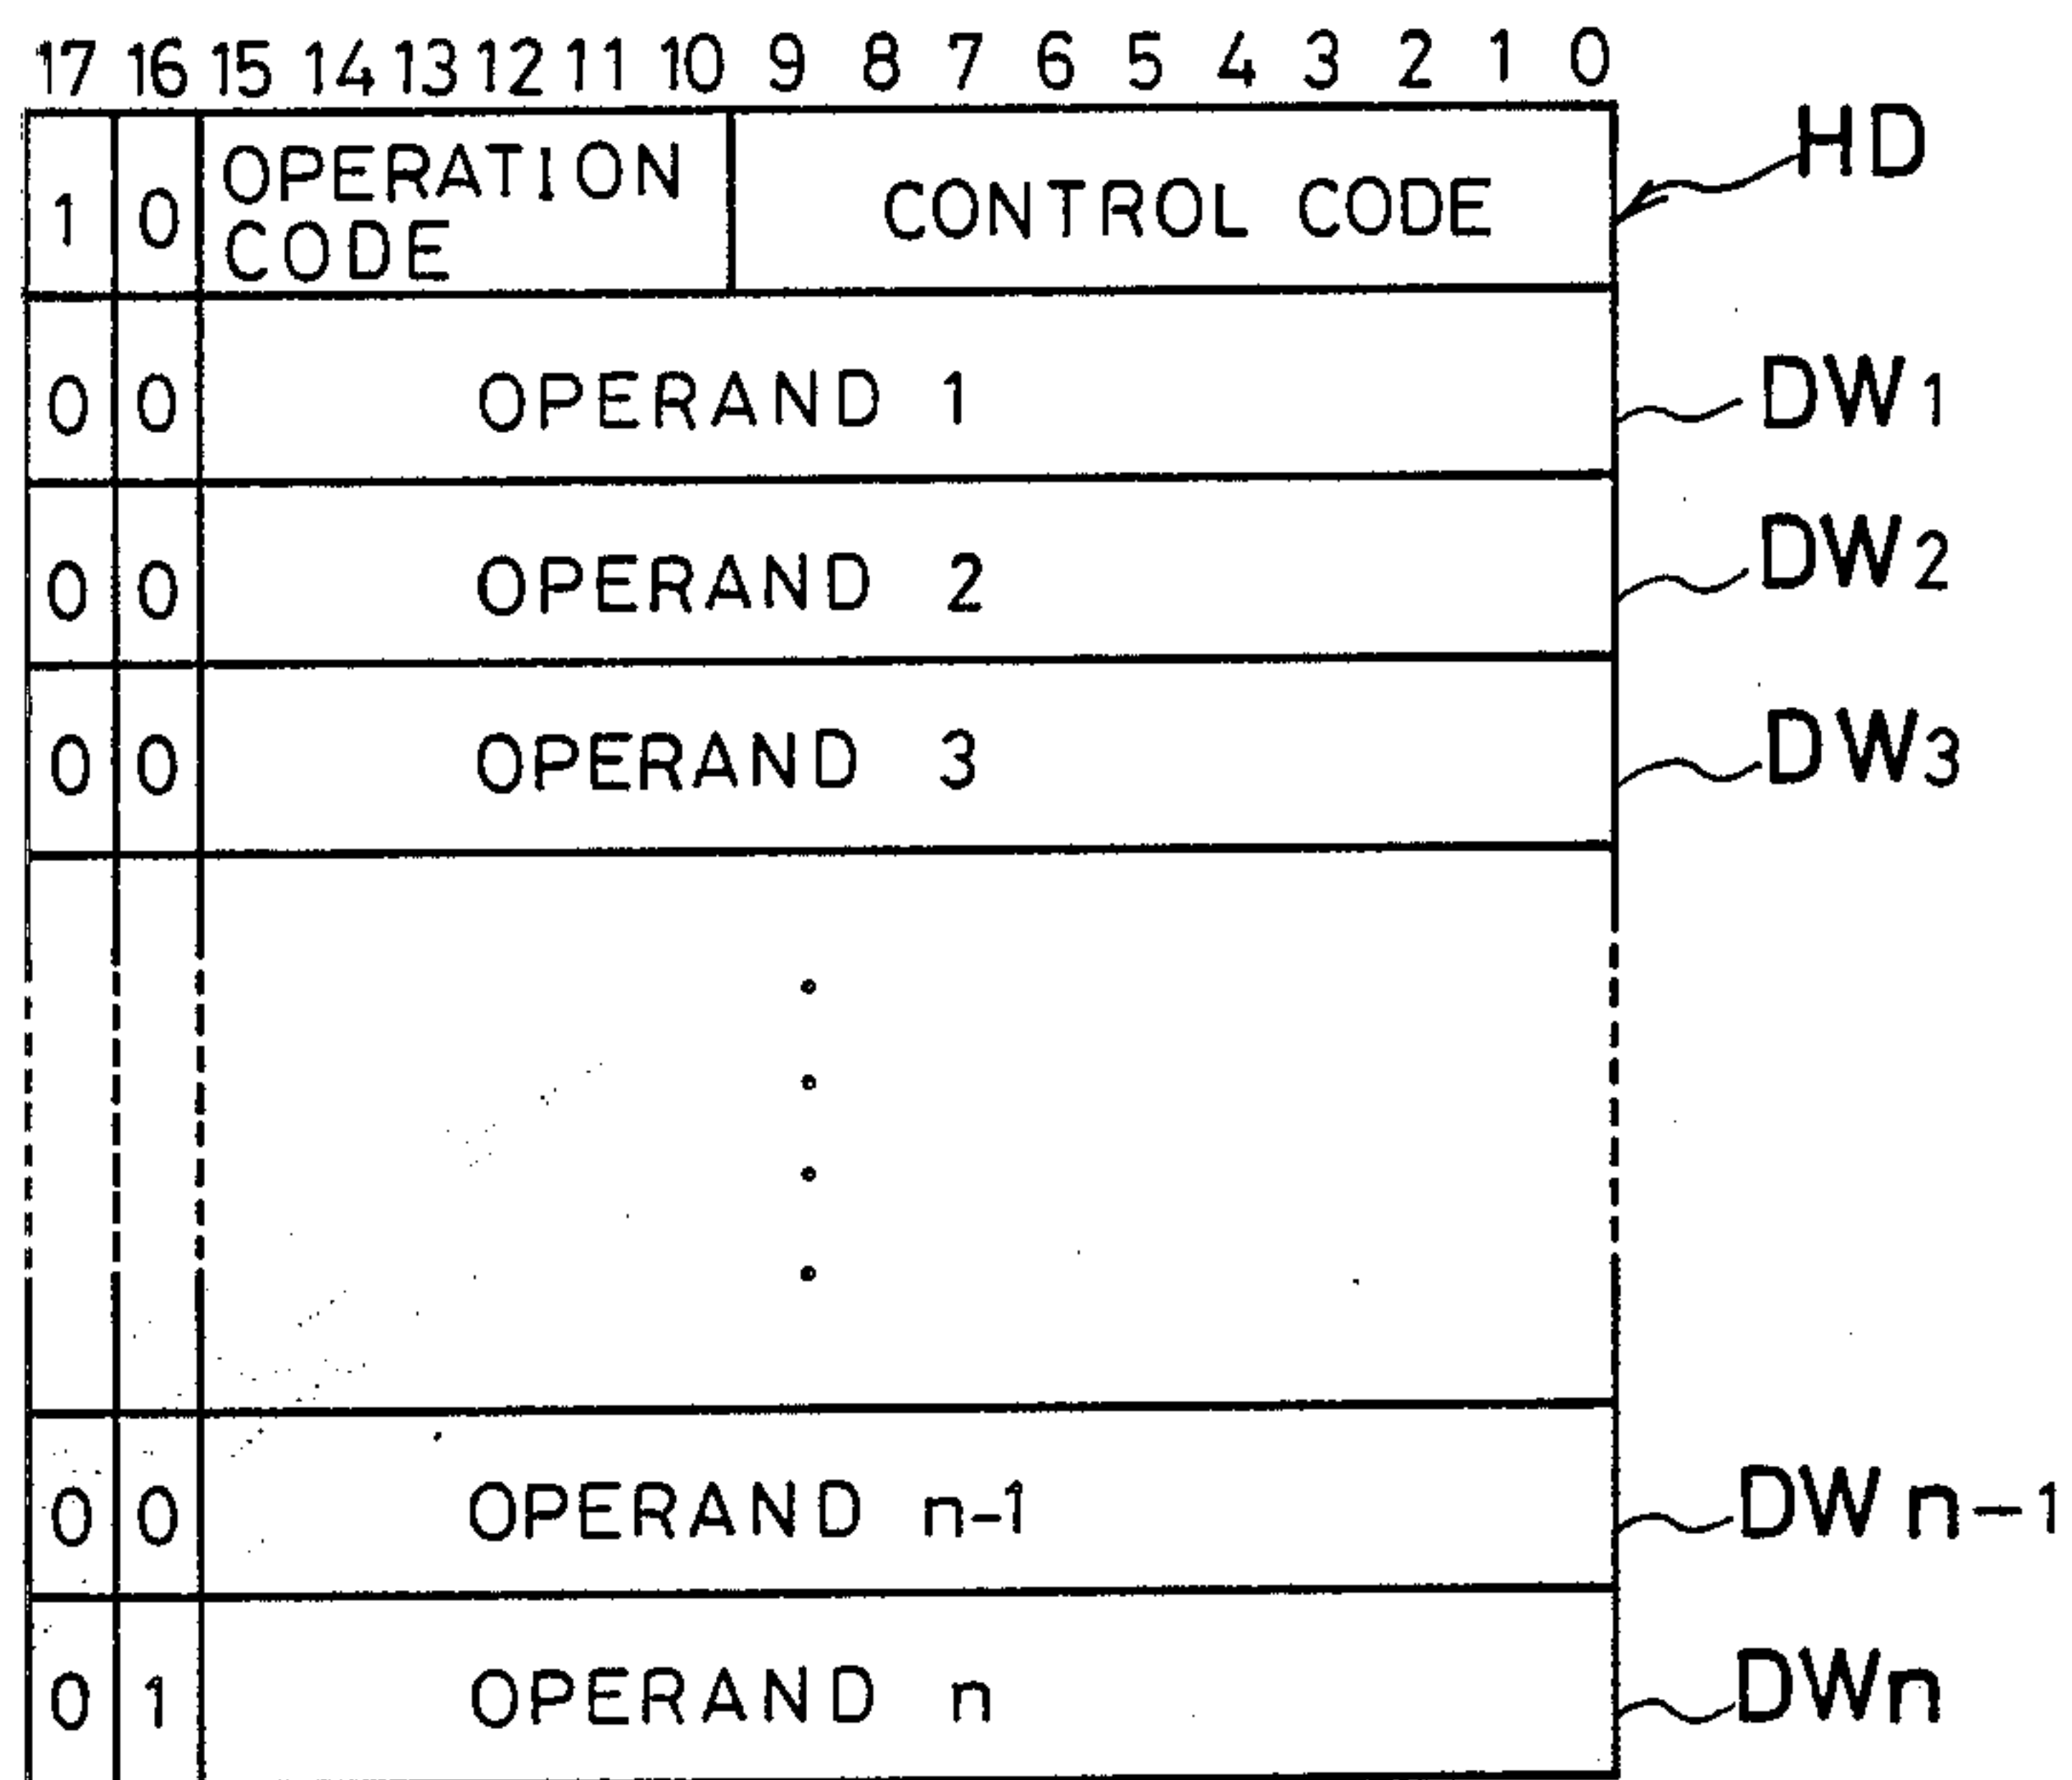 17 16 15 14 13 12 11 10 9 8 7 6 5 4 3 2 1 0
1 0 OPERATION CODE CONTROL CODE HD
0 0 OPERAND 1 DW1
0 0 OPERAND 2 DW2
0 0 OPERAND 3 DW3
0 0 OPERAND n-1 DWn-1
0 1 OPERAND n DWn